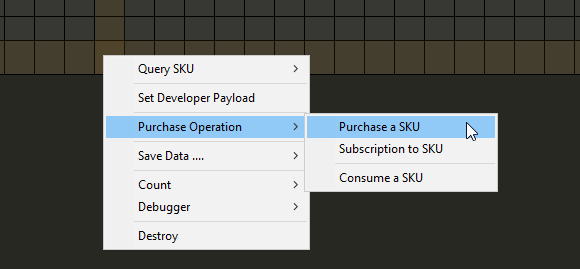 Query SKU
Set Developer Payload
Purchase Operation
Save Data ....
Count
Debugger
Destroy
Purchase a SKU
Subscription to SKU
Consume a SKU